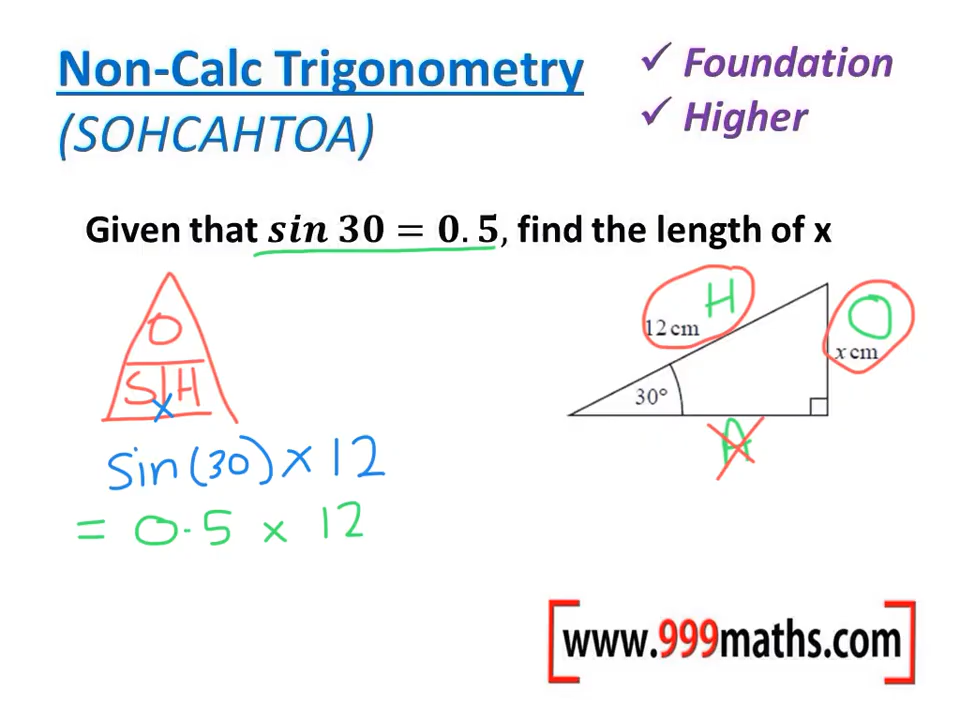 Non-Calc Trigonometry
(SOHCAHTOA)
✓ Foundation
✓ Higher
Given that sin 30 = 0.5, find the length of x
O
S H
x
sin(30) x 12
= 0.5 x 12
H
12 cm
O
x cm
30°
A
[www.999maths.com]